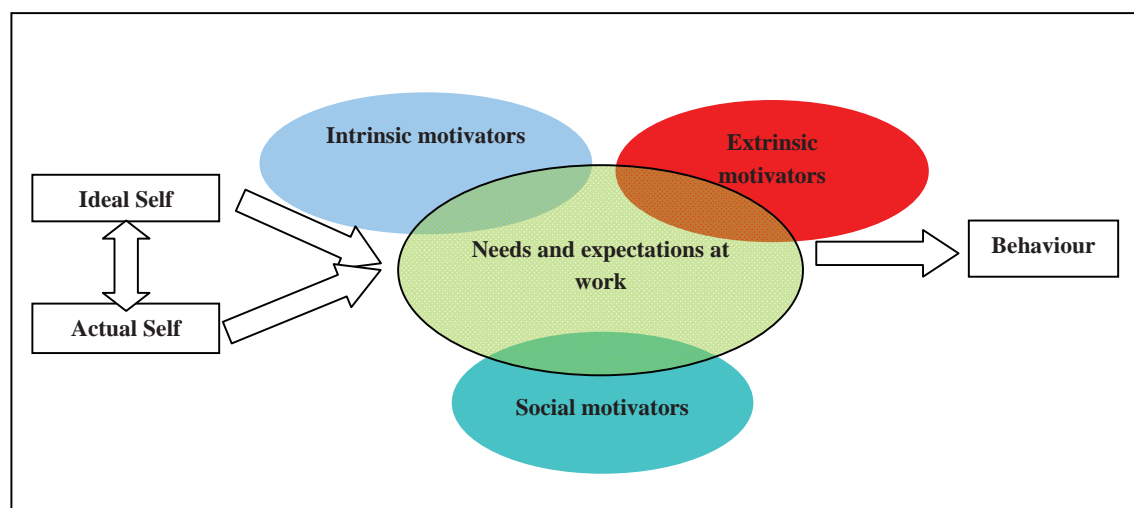 Intrinsic motivators
Extrinsic
motivators
Ideal Self
Needs and expectations at
work
Behaviour
Actual Self
Social motivators